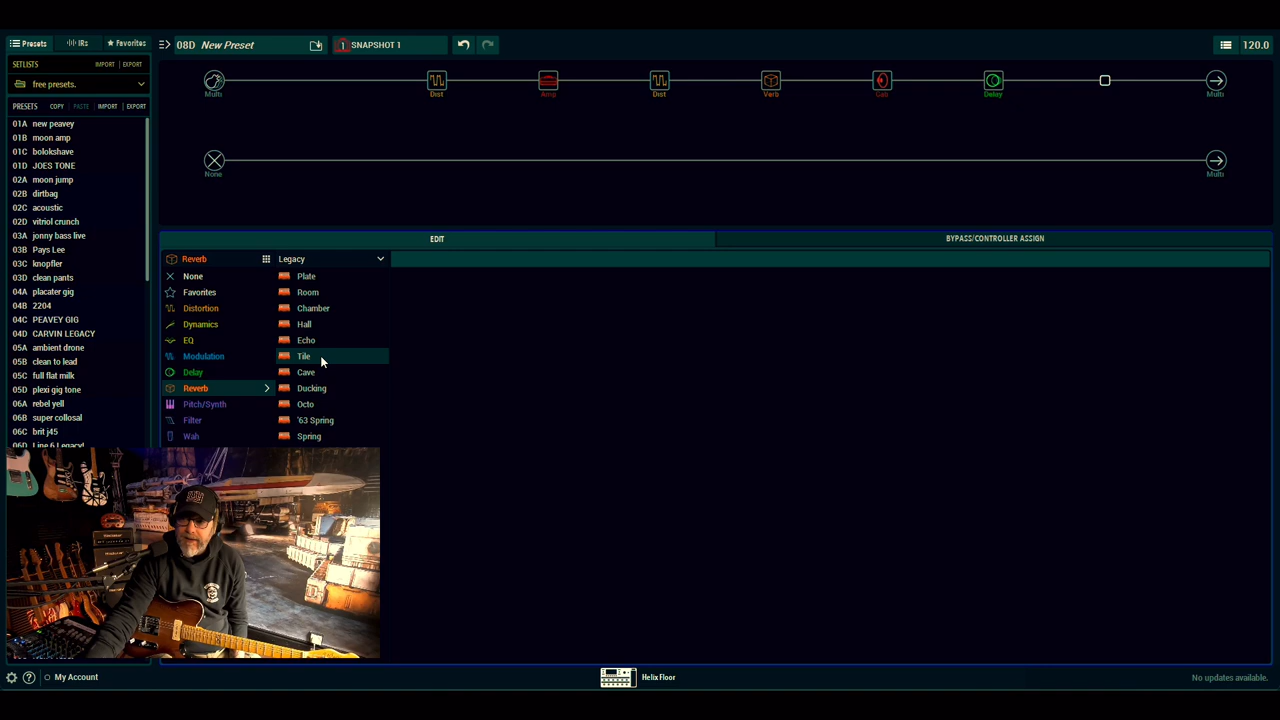 Presets IRs Favorites
08D New Preset
1 SNAPSHOT 1
120.0
SETLISTS IMPORT EXPORT
free presets.
PRESETS COPY PASTE IMPORT EXPORT
01A new peavey
01B moon amp
01C bolokshave
01D JOES TONE
02A moon jump
02B dirtbag
02C acoustic
02D vitriol crunch
03A jonny bass live
03B Pays Lee
03C knopfler
03D clean pants
04A placater gig
04B 2204
04C PEAVEY GIG
04D CARVIN LEGACY
05A ambient drone
05B clean to lead
05C full flat milk
05D plexi gig tone
06A rebel yell
06B super collosal
06C brit j45
06D Line 6 Legacy!
Multi Dist Amp Dist Verb Cab Delay Multi
None Multi
EDIT BYPASS/CONTROLLER ASSIGN
Reverb Legacy
None Plate
Favorites Room
Distortion Chamber
Dynamics Hall
EQ Echo
Modulation Tile
Delay Cave
Reverb Ducking
Pitch/Synth Octo
Filter '63 Spring
Wah Spring
My Account
Helix Floor
No updates available.